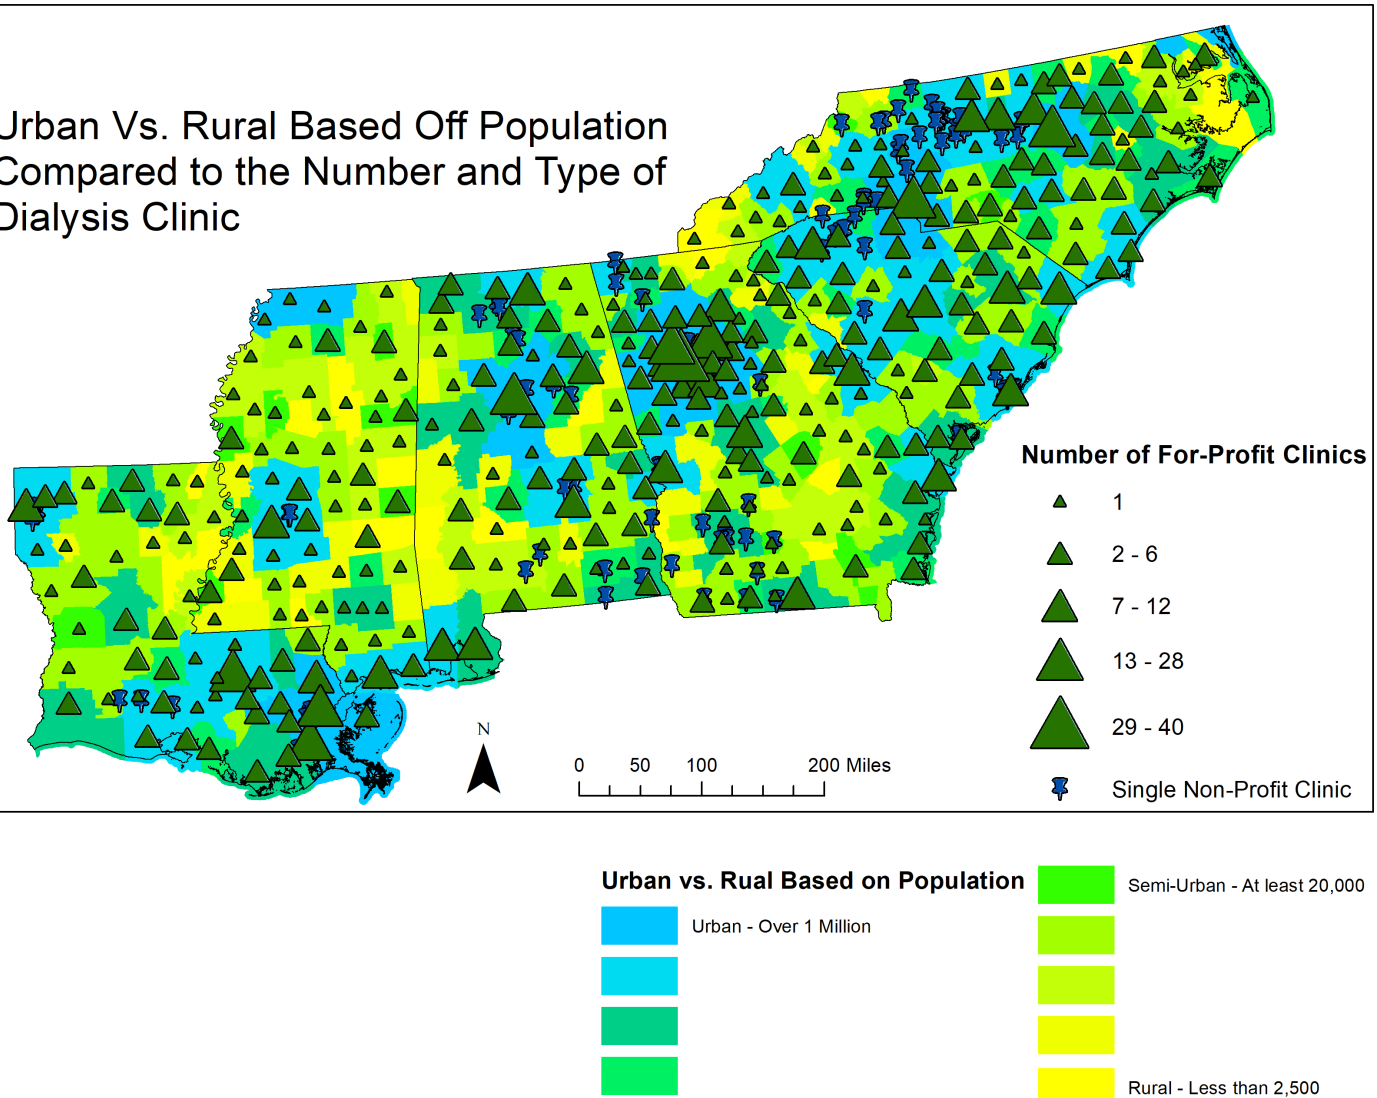 Urban Vs. Rural Based Off Population
Compared to the Number and Type of
Dialysis Clinic
Number of For-Profit Clinics
1
2 - 6
7 - 12
13 - 28
29 - 40
Single Non-Profit Clinic
N
0 50 100 200 Miles
Urban vs. Rual Based on Population
Urban - Over 1 Million
Semi-Urban - At least 20,000
Rural - Less than 2,500